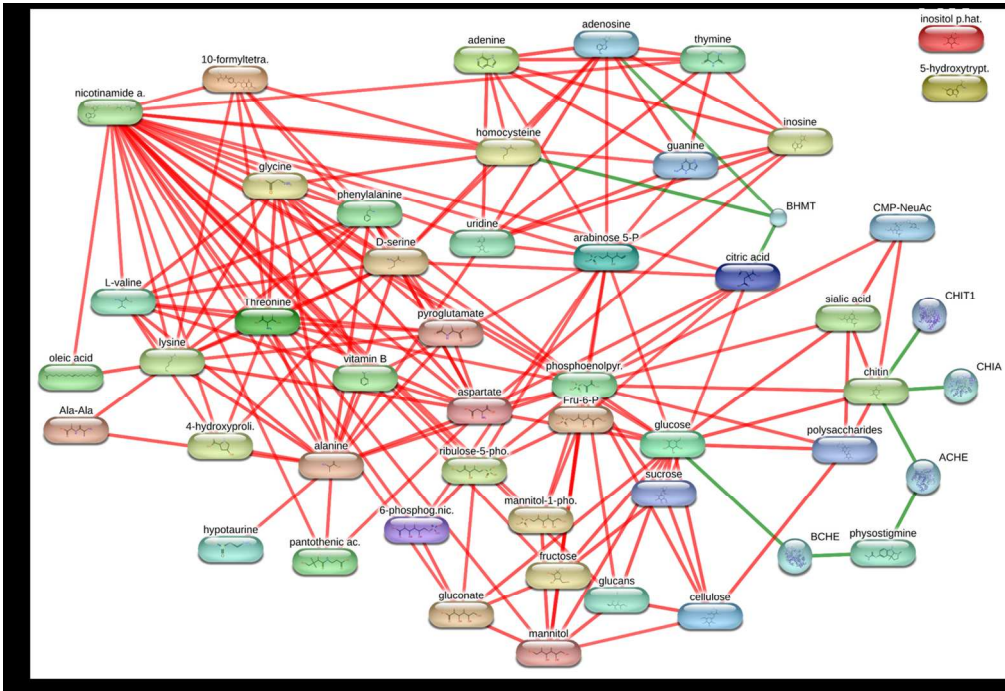 inositol p.hat.
adenosine
adenine
thymine
10-formyltetra.
5-hydroxytrypt.
nicotinamide a.
inosine
homocysteine
guanine
glycine
phenylalanine
BHMT
CMP-NeuAc
uridine
arabinose 5-P
D-serine
citric acid
L-valine
sialic acid
CHIT1
Threonine
pyroglutamate
lysine
oleic acid
vitamin B
phosphoenolpyr.
chitin
CHIA
aspartate
Fru-6-P
Ala-Ala
4-hydroxyproli.
glucose
polysaccharides
alanine
ribulose-5-pho.
ACHE
sucrose
mannitol-1-pho.
6-phosphog.nic.
hypotaurine
pantothenic ac.
BCHE
physostigmine
fructose
glucans
gluconate
cellulose
mannitol